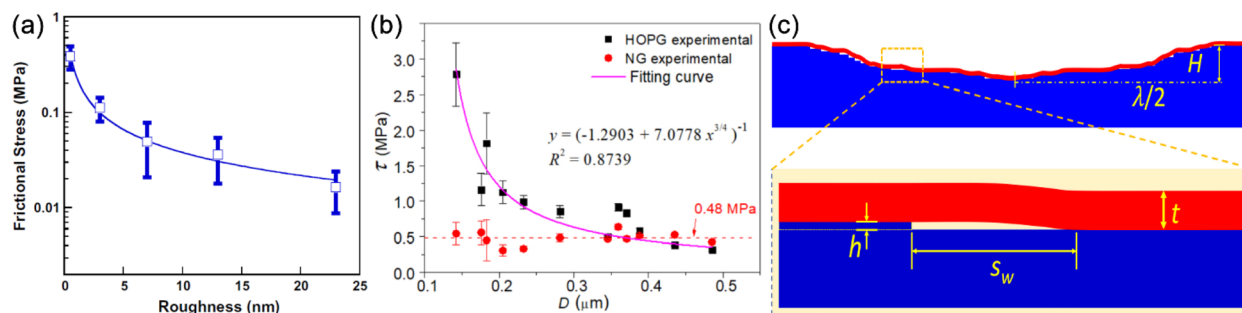 (a)
Frictional Stress (MPa)
1
0.1
0.01
0
5
10
15
20
25
Roughness (nm)
(b)
τ (MPa)
3.5
3.0
2.5
2.0
1.5
1.0
0.5
0.0
HOPG experimental
NG experimental
Fitting curve
y = (-1.2903 + 7.0778 x^{3/4})^{-1}
R² = 0.8739
0.48 MPa
0.1
0.2
0.3
0.4
0.5
D (μm)
(c)
H
λ/2
h
t
s_w